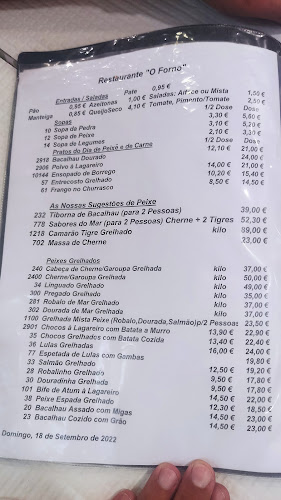 Restaurante "O Forno"
Entradas / Saladas Pate 0,95 €
Pão 0,95 € Azeitonas 1,00 € Saladas: Alface ou Mista 1,50 €
Manteiga 0,85 € QueijoSeco 4,10 € Tomate, Pimento/Tomate 2,50 €
Sopas 1/2 Dose Dose
10 Sopa de Pedra 3,30 € 5,60 €
12 Sopa de Peixe 3,10 € 5,60 €
14 Sopa de Legumes 2,10 € 2,60 €
Pratos do Dia de Peixe e de Carne 1/2 Dose Dose
2918 Bacalhau Dourado 12,10 € 21,90 €
2906 Polvo à Lagareiro 24,00 €
10144 Ensopado de Borrego 14,00 € 21,00 €
57 Entrecosto Grelhado 10,20 € 15,40 €
61 Frango no Churrasco 8,50 € 14,50 €
As Nossas Sugestões de Peixe
232 Tiborna de Bacalhau (para 2 Pessoas) 39,00 €
778 Sabores do Mar (para 2 Pessoas) Cherne + 2 Tigres 52,30 €
1218 Camarão Tigre Grelhado kilo 89,00 €
702 Massa de Cherne 23,00 €
Peixes Grelhados
240 Cabeça de Cherne/Garoupa Grelhada kilo 37,00 €
2400 Cherne/Garoupa Grelhada kilo 50,00 €
34 Linguado Grelhado kilo 49,00 €
300 Pregado Grelhado kilo 35,00 €
281 Robalo de Mar Grelhado kilo 37,00 €
302 Dourada de Mar Grelhado kilo 37,00 €
1100 Grelhada Mista Peixe (Robalo,Dourada,Salmão)p/2 Pessoas 23,50 €
2901 Chocos à Lagareiro com Batata a Murro 13,90 € 22,90 €
35 Chocos Grelhados com Batata Cozida 13,40 € 22,40 €
36 Lulas Grelhadas 16,00 € 24,00 €
77 Espetada de Lulas com Gambas 19,80 €
33 Salmão Grelhado 12,50 € 19,20 €
28 Robalinho Grelhado 9,50 € 17,80 €
30 Douradinha Grelhada 9,50 € 17,80 €
101 Bife de Atum à Lagareiro 14,50 € 22,00 €
38 Peixe Espada Grelhado 12,30 € 18,50 €
20 Bacalhau Assado com Migas 14,50 € 23,00 €
23 Bacalhau Cozido com Grão 14,50 € 23,00 €
Domingo, 18 de Setembro de 2022